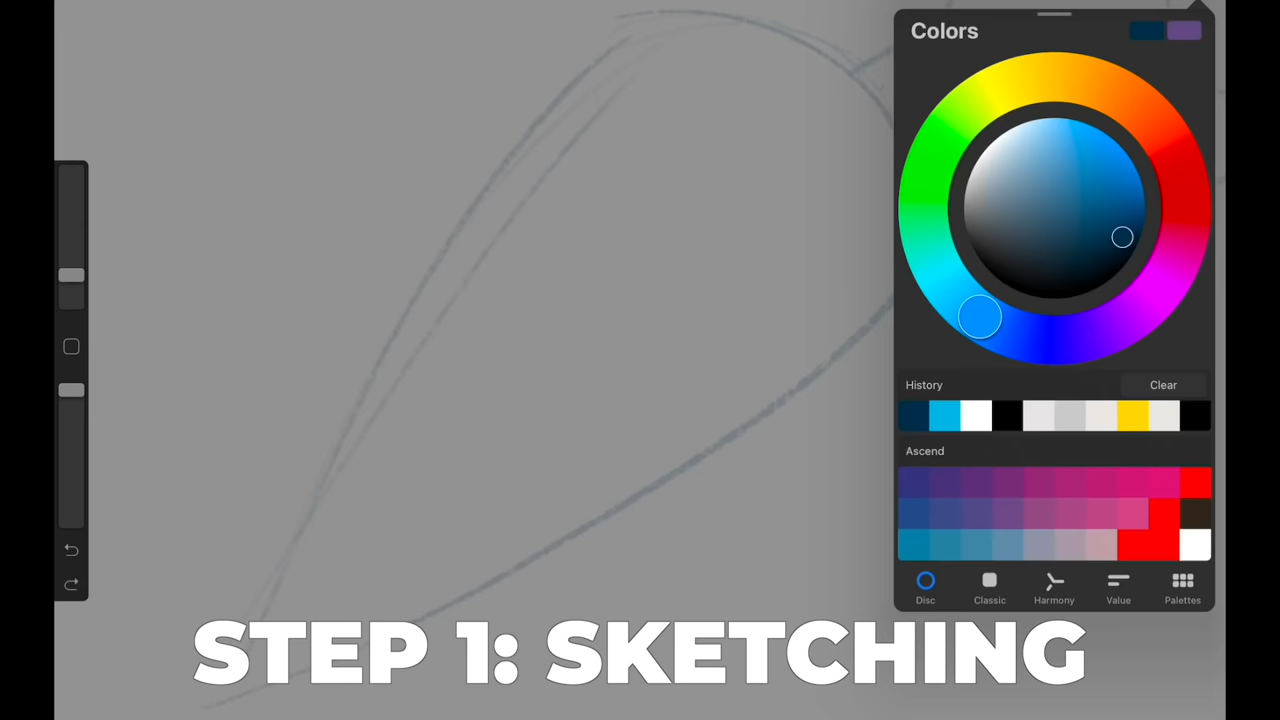 Colors
History
Clear
Ascend
Disc
Classic
Harmony
Value
Palettes
STEP 1: SKETCHING